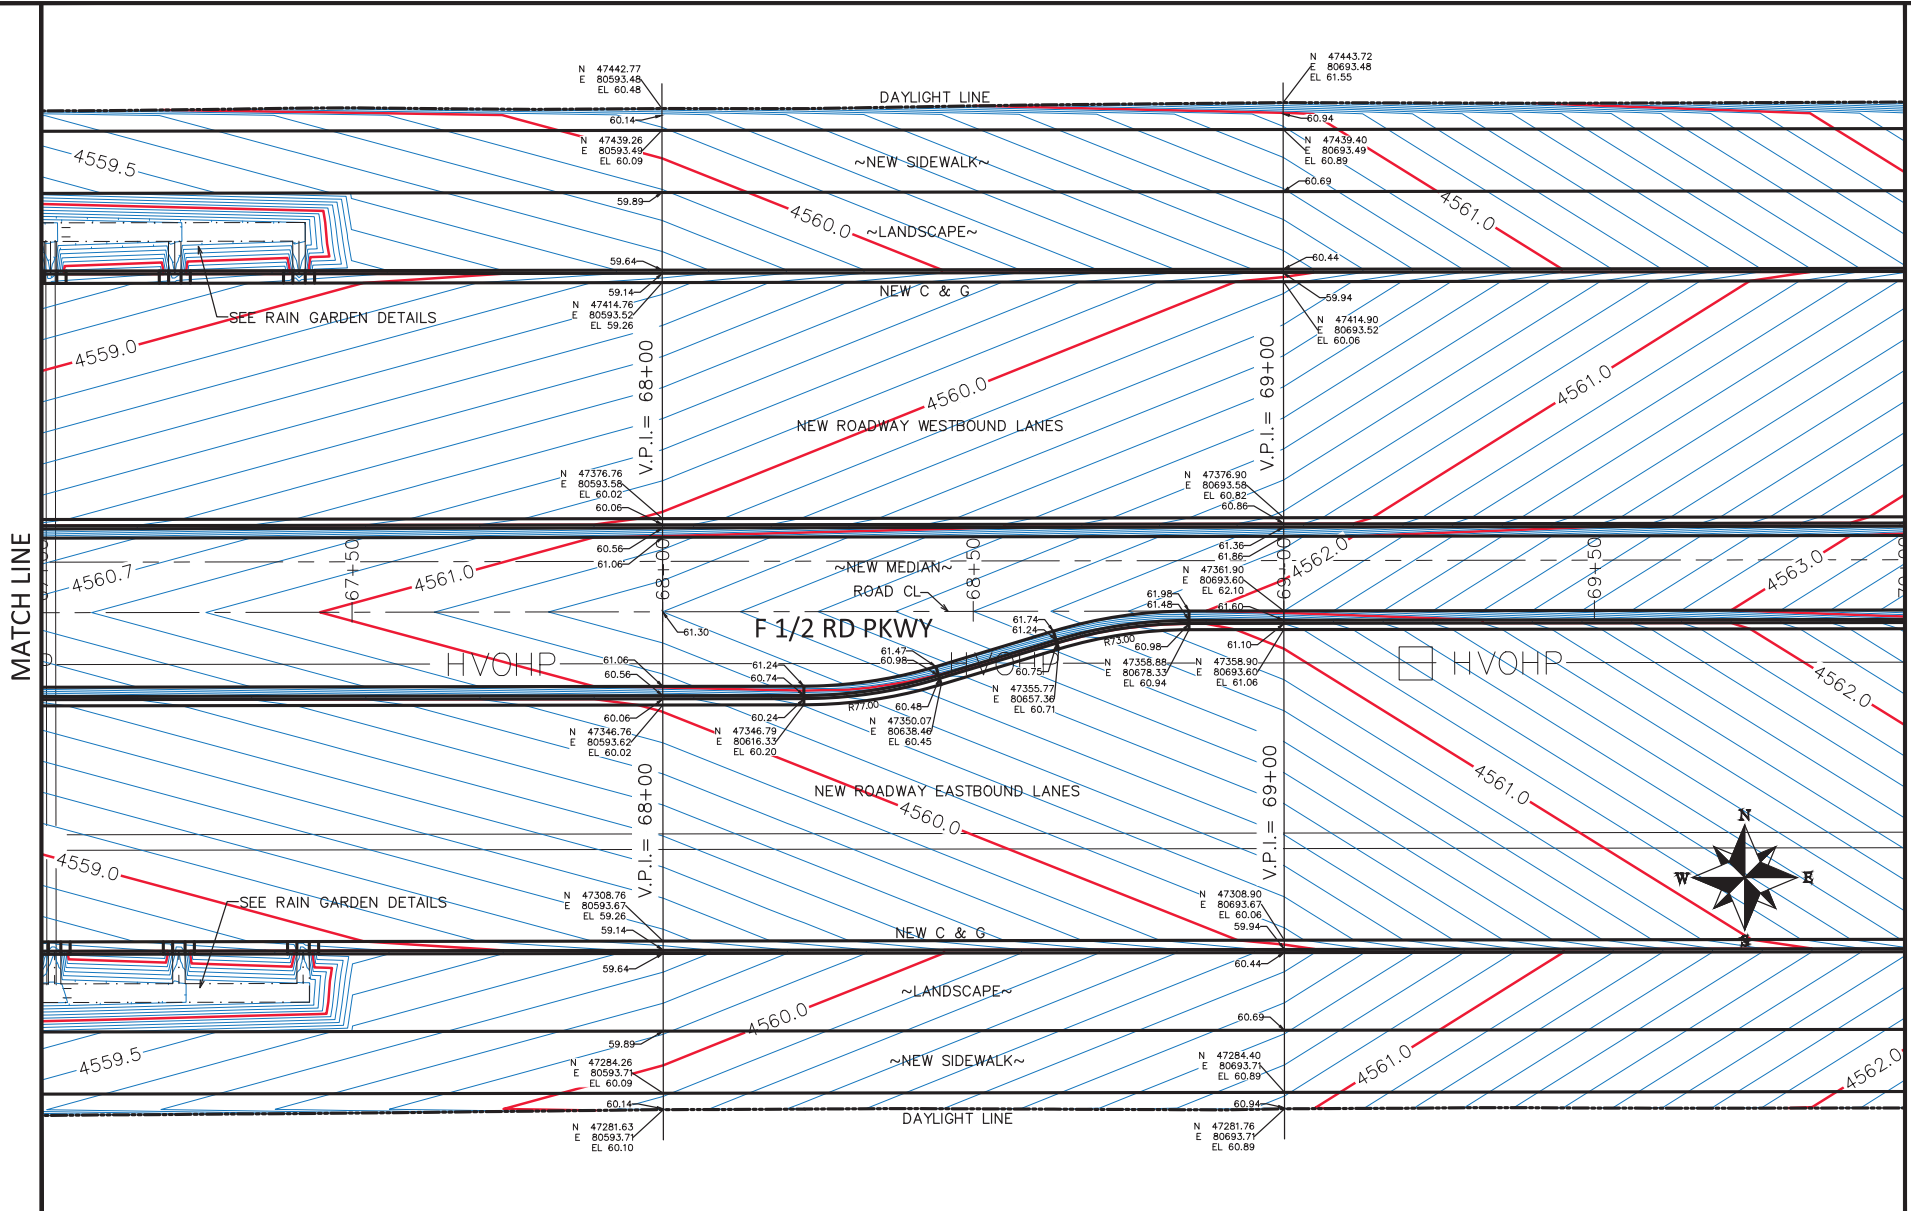 N 47442.77
E 80593.48
EL 60.48
N 47443.72
E 80693.48
EL 61.55
DAYLIGHT LINE
60.14
60.94
N 47439.26
E 80593.49
EL 60.09
N 47439.40
E 80693.49
EL 60.89
4559.5
~NEW SIDEWALK~
60.69
59.89
4560.0
4561.0
~LANDSCAPE~
59.64
60.44
59.14
NEW C & G
59.94
N 47414.76
E 80593.52
EL 59.26
SEE RAIN GARDEN DETAILS
N 47414.90
E 80693.52
EL 60.06
4559.0
V.P.I.= 68+00
V.P.I.= 69+00
4560.0
4561.0
NEW ROADWAY WESTBOUND LANES
N 47376.76
E 80593.58
EL 60.02
60.06
N 47376.90
E 80693.58
EL 60.82
60.86
MATCH LINE
60.56
61.06
61.36
61.86
4560.7
67+50
4561.0
68+00
~NEW MEDIAN~
68+50
69+00
4562.0
69+50
4563.0
ROAD CL
N 47361.90
E 80693.60
EL 62.10
61.98
61.48
61.60
61.30
F 1/2 RD PKWY
61.74
61.24
R73.00
60.98
61.10
HVOHP
HVOHP
HVOHP
61.06
60.56
61.24
60.74
61.47
60.98
60.75
N 47358.88
E 80678.33
EL 60.94
N 47358.90
E 80693.60
EL 61.06
4562.0
N 47355.77
E 80657.36
EL 60.71
R77.00
60.48
60.06
60.24
N 47350.07
E 80638.46
EL 60.45
N 47346.76
E 80593.62
EL 60.02
N 47346.79
E 80616.33
EL 60.20
V.P.I.= 68+00
V.P.I.= 69+00
4561.0
NEW ROADWAY EASTBOUND LANES
4560.0
N
W
E
S
4559.0
SEE RAIN GARDEN DETAILS
N 47308.76
E 80593.67
EL 59.26
59.14
N 47308.90
E 80693.67
EL 60.06
59.94
NEW C & G
59.64
60.44
~LANDSCAPE~
4560.0
60.69
59.89
4559.5
~NEW SIDEWALK~
N 47284.26
E 80593.71
EL 60.09
N 47284.40
E 80693.71
EL 60.89
4561.0
4562.0
60.14
60.94
DAYLIGHT LINE
N 47281.63
E 80593.71
EL 60.10
N 47281.76
E 80693.71
EL 60.89